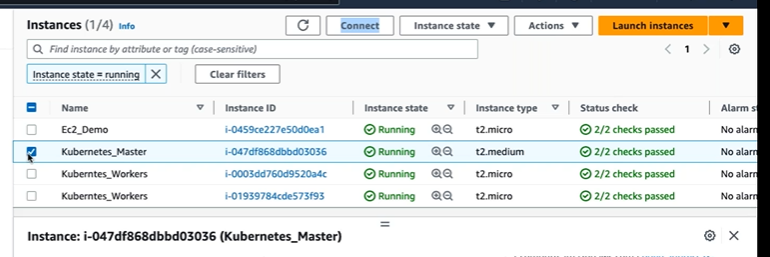 Instances (1/4) Info Connect Instance state Actions Launch instances
Find instance by attribute or tag (case-sensitive) 1
Instance state = running Clear filters
Name Instance ID Instance state Instance type Status check Alarm s
Ec2_Demo i-0459ce227e50d0ea1 Running t2.micro 2/2 checks passed No alarm
Kubernetes_Master i-047df868dbbd03036 Running t2.medium 2/2 checks passed No alarm
Kuberntes_Workers i-0003dd760d9520a4c Running t2.micro 2/2 checks passed No alarm
Kuberntes_Workers i-01939784cde573f93 Running t2.micro 2/2 checks passed No alarm
Instance: i-047df868dbbd03036 (Kubernetes_Master)